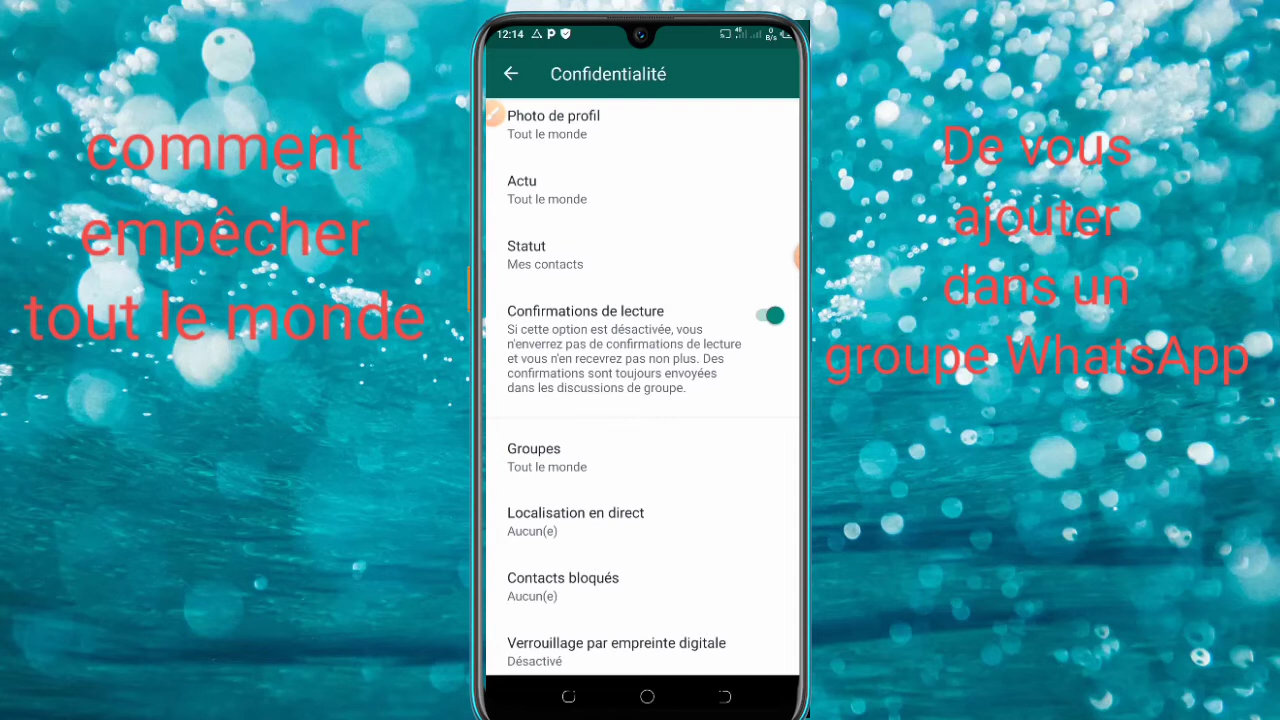 comment
empêcher
tout le monde
12:14
4G
0
B/s
Confidentialité
Photo de profil
Tout le monde
Actu
Tout le monde
Statut
Mes contacts
Confirmations de lecture
Si cette option est désactivée, vous
n'enverrez pas de confirmations de lecture
et vous n'en recevrez pas non plus. Des
confirmations sont toujours envoyées
dans les discussions de groupe.
Groupes
Tout le monde
Localisation en direct
Aucun(e)
Contacts bloqués
Aucun(e)
Verrouillage par empreinte digitale
Désactivé
De vous
ajouter
dans un
groupe WhatsApp